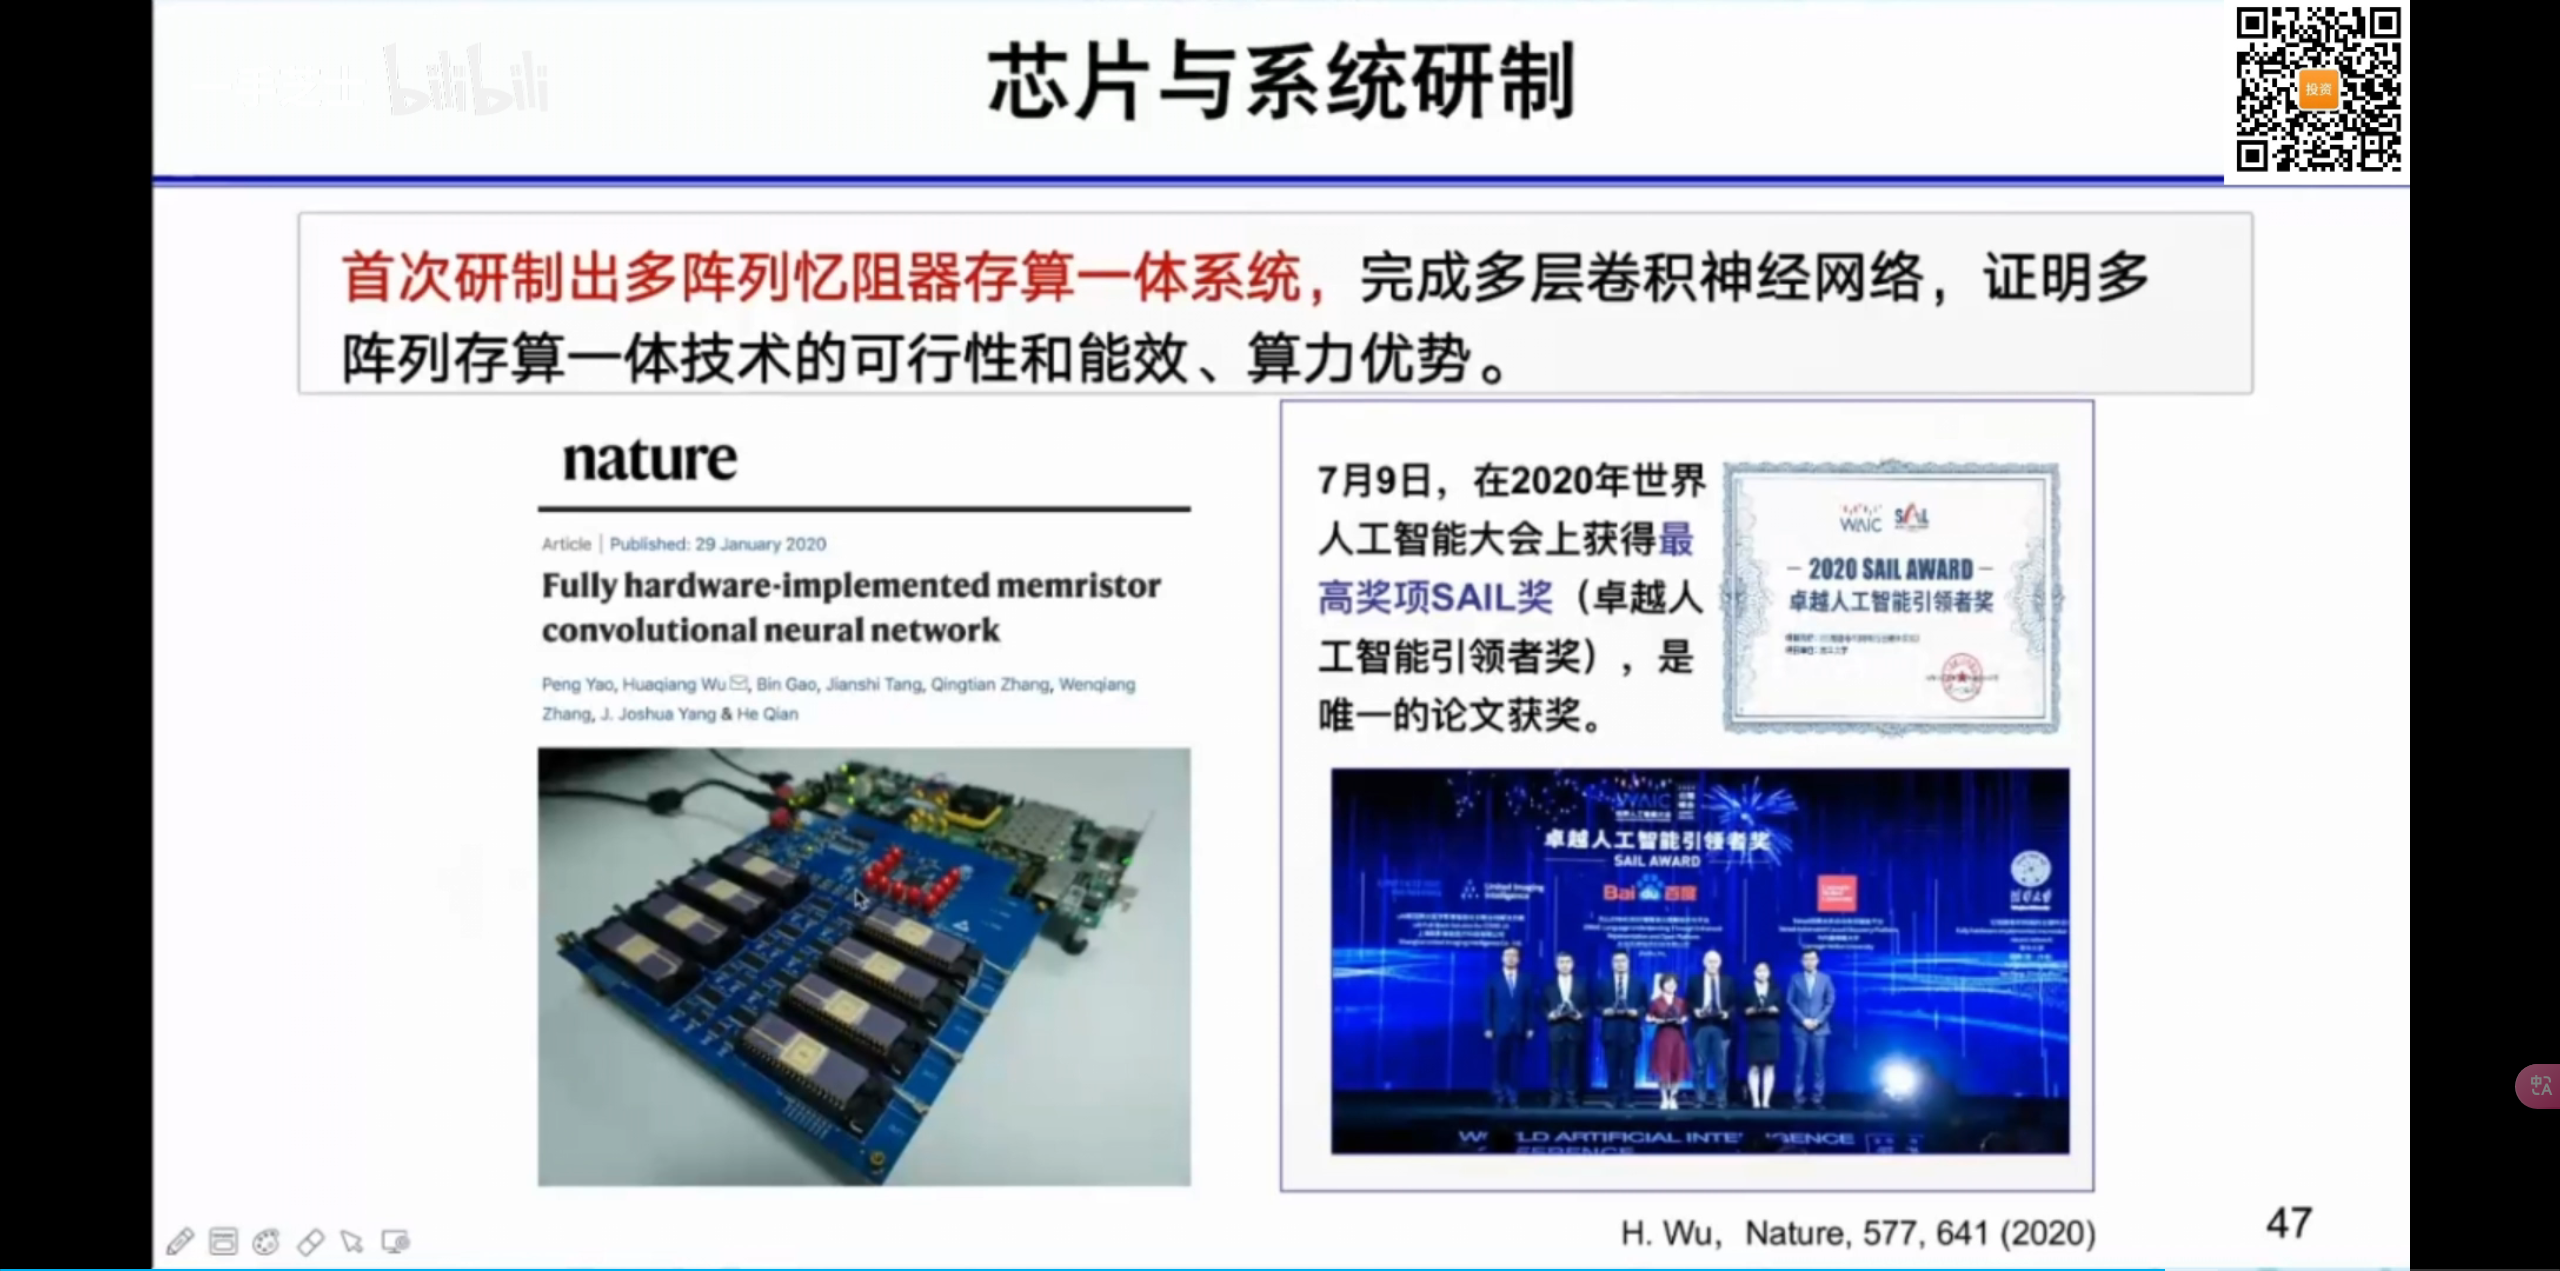 bilibili
芯片与系统研制
投资
首次研制出多阵列忆阻器存算一体系统，完成多层卷积神经网络，证明多
阵列存算一体技术的可行性和能效、算力优势。
nature
Article | Published: 29 January 2020
Fully hardware-implemented memristor
convolutional neural network
Peng Yao, Huaqiang Wu, Bin Gao, Jianshi Tang, Qingtian Zhang, Wenqiang
Zhang, J. Joshua Yang & He Qian
7月9日，在2020年世界
人工智能大会上获得最
高奖项SAIL奖（卓越人
工智能引领者奖），是
唯一的论文获奖。
WAIC SAIL
2020 SAIL AWARD
卓越人工智能引领者奖
WAIC
卓越人工智能引领者奖
SAIL AWARD
United Imaging
Intelligence
Bai 百度
H. Wu，Nature, 577, 641 (2020)
47
中A